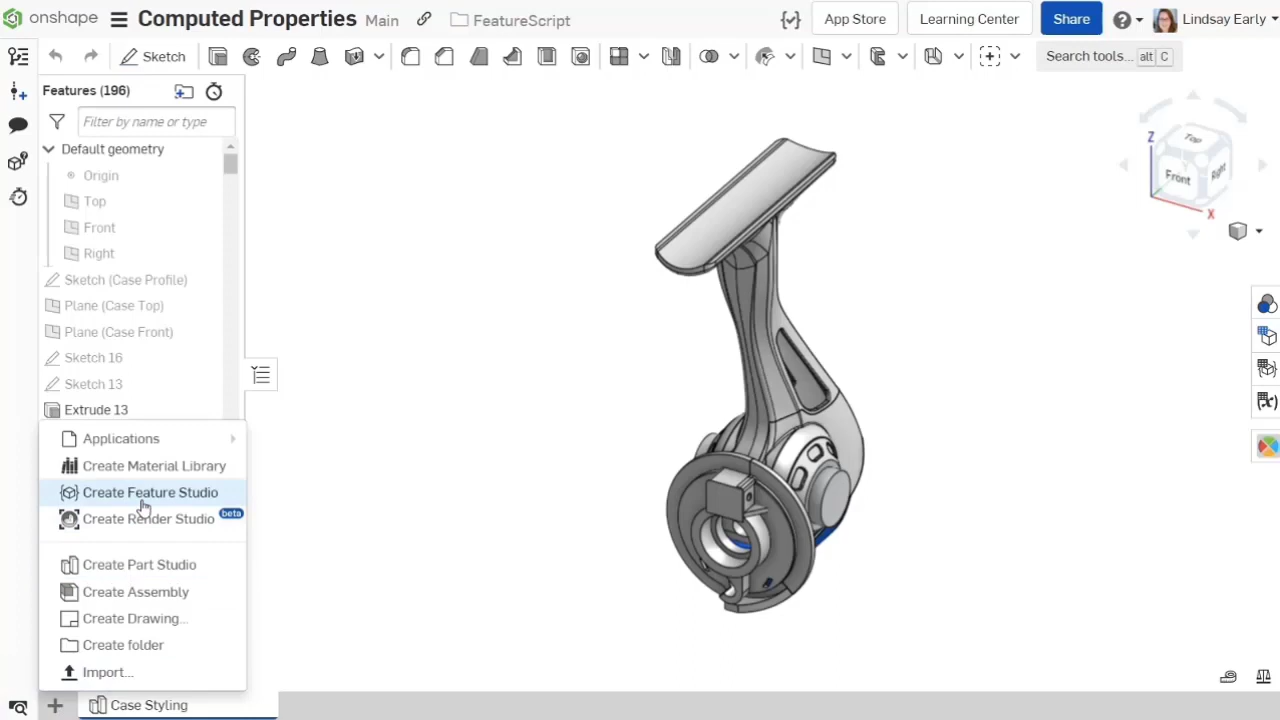 onshape Computed Properties Main FeatureScript App Store Learning Center Share Lindsay Early
Sketch Search tools... alt C
Features (196)
Filter by name or type
Default geometry
Origin
Top
Front
Right
Sketch (Case Profile)
Plane (Case Top)
Plane (Case Front)
Sketch 16
Sketch 13
Extrude 13
Applications
Create Material Library
Create Feature Studio
Create Render Studio beta
Create Part Studio
Create Assembly
Create Drawing...
Create folder
Import...
Case Styling
Z
Top
Front
Right
X